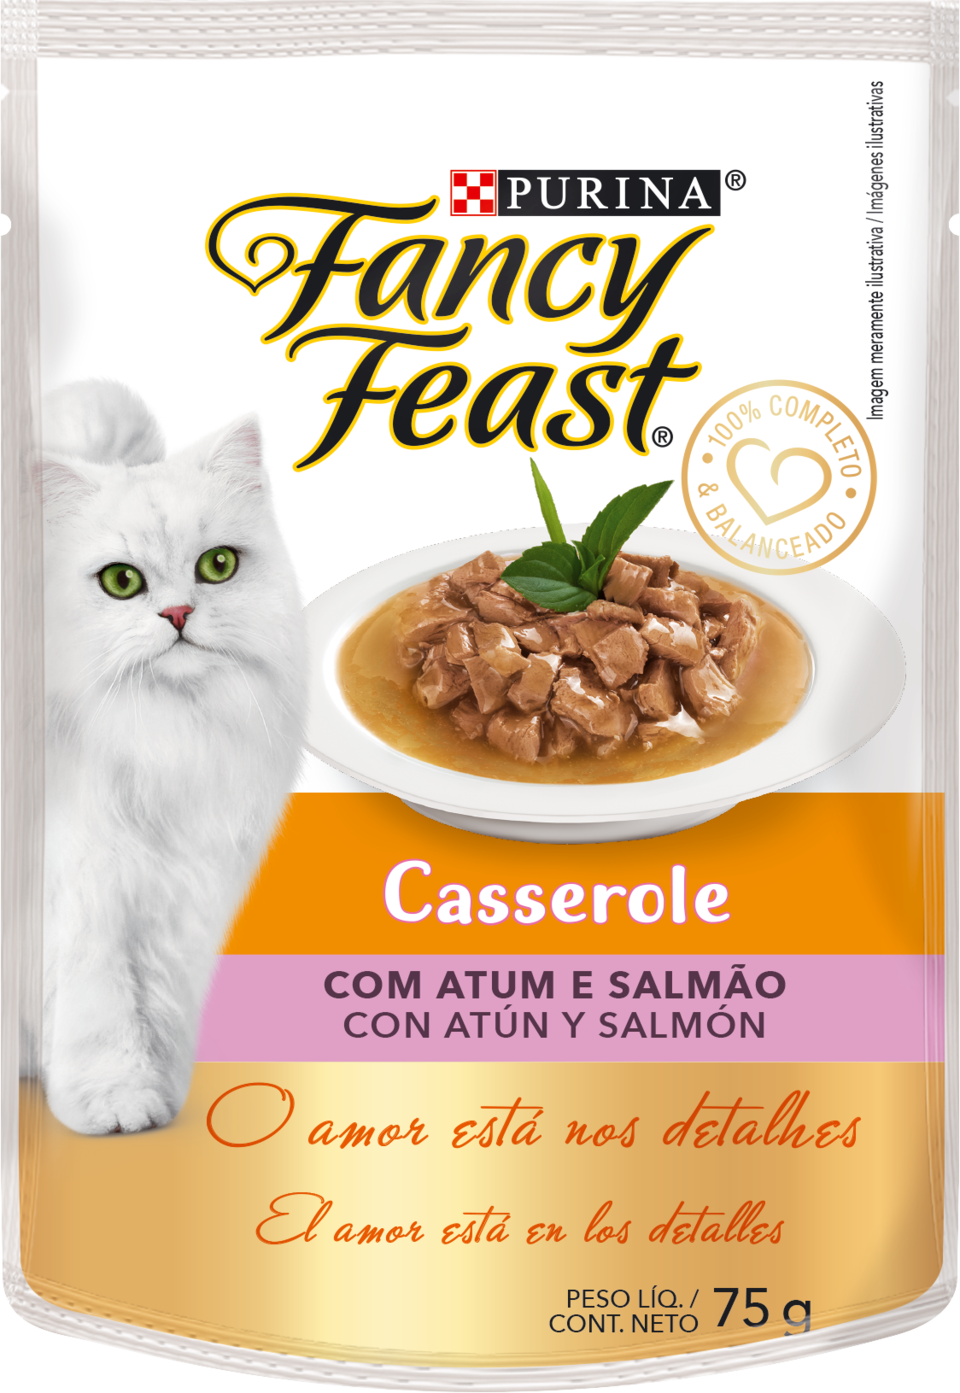 PURINA®
Fancy
Feast®
Imagem meramente ilustrativa / Imágenes ilustrativas
100% COMPLETO
& BALANCEADO
Casserole
COM ATUM E SALMÃO
CON ATÚN Y SALMÓN
O amor está nos detalhes
El amor está en los detalles
PESO LÍQ. /
CONT. NETO 75 g